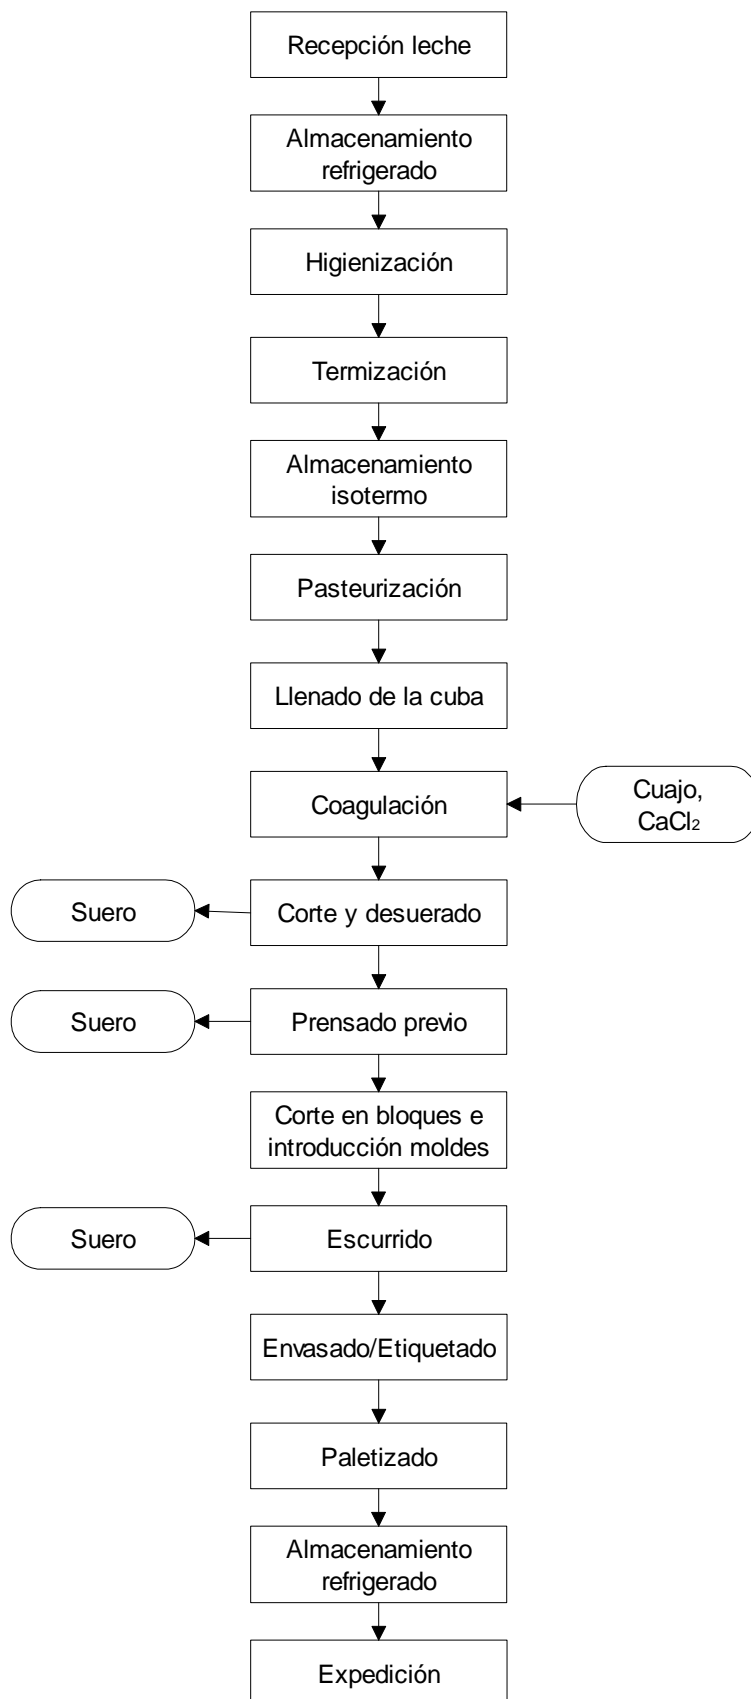 Recepción leche
Almacenamiento
refrigerado
Higienización
Termización
Almacenamiento
isotermo
Pasteurización
Llenado de la cuba
Coagulación
Cuajo,
CaCl₂
Suero
Corte y desuerado
Suero
Prensado previo
Corte en bloques e
introducción moldes
Suero
Escurrido
Envasado/Etiquetado
Paletizado
Almacenamiento
refrigerado
Expedición